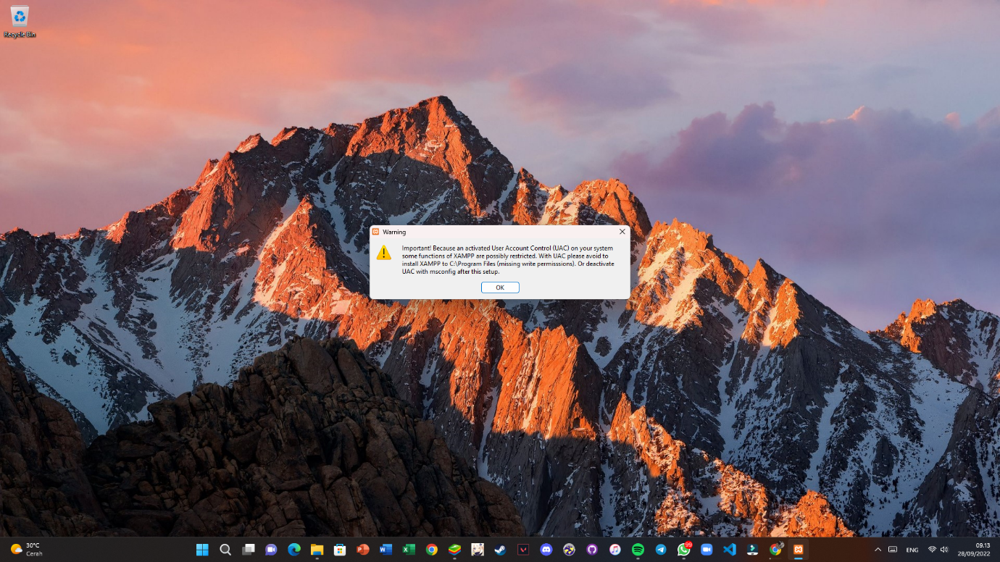 Recycle Bin
Warning
Important! Because an activated User Account Control (UAC) on your system
some functions of XAMPP are possibly restricted. With UAC please avoid to
install XAMPP to C:\Program Files (missing write permisssions). Or deactivate
UAC with msconfig after this setup.
OK
30°C
Cerah
99
ENG
09.13
28/09/2022